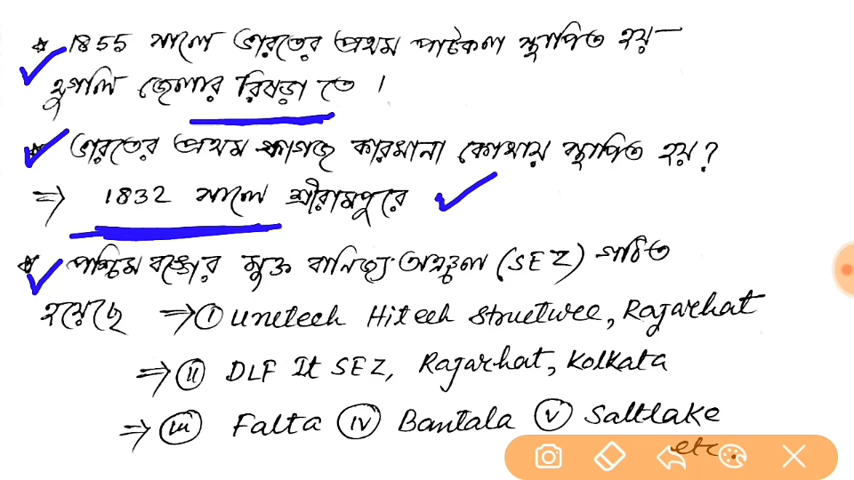 * 1855 সালে ভারতের প্রথম পাটকল স্থাপিত হয়
হুগলি জেলার রিষড়া তে ।
* ভারতের প্রথম কাগজ কারখানা কোথায় স্থাপিত হয়?
⇒ 1832 সালে শ্রীরামপুরে
* পশ্চিম বঙ্গের মুক্ত বানিজ্য অঞ্চল (SEZ) গঠিত
হয়েছে ⇒ (i) Unitech Hitech Structure, Rajarhat
⇒ (ii) DLF It SEZ, Rajarhat, Kolkata
⇒ (iii) Falta (iv) Bantala (v) Saltlake
etc.